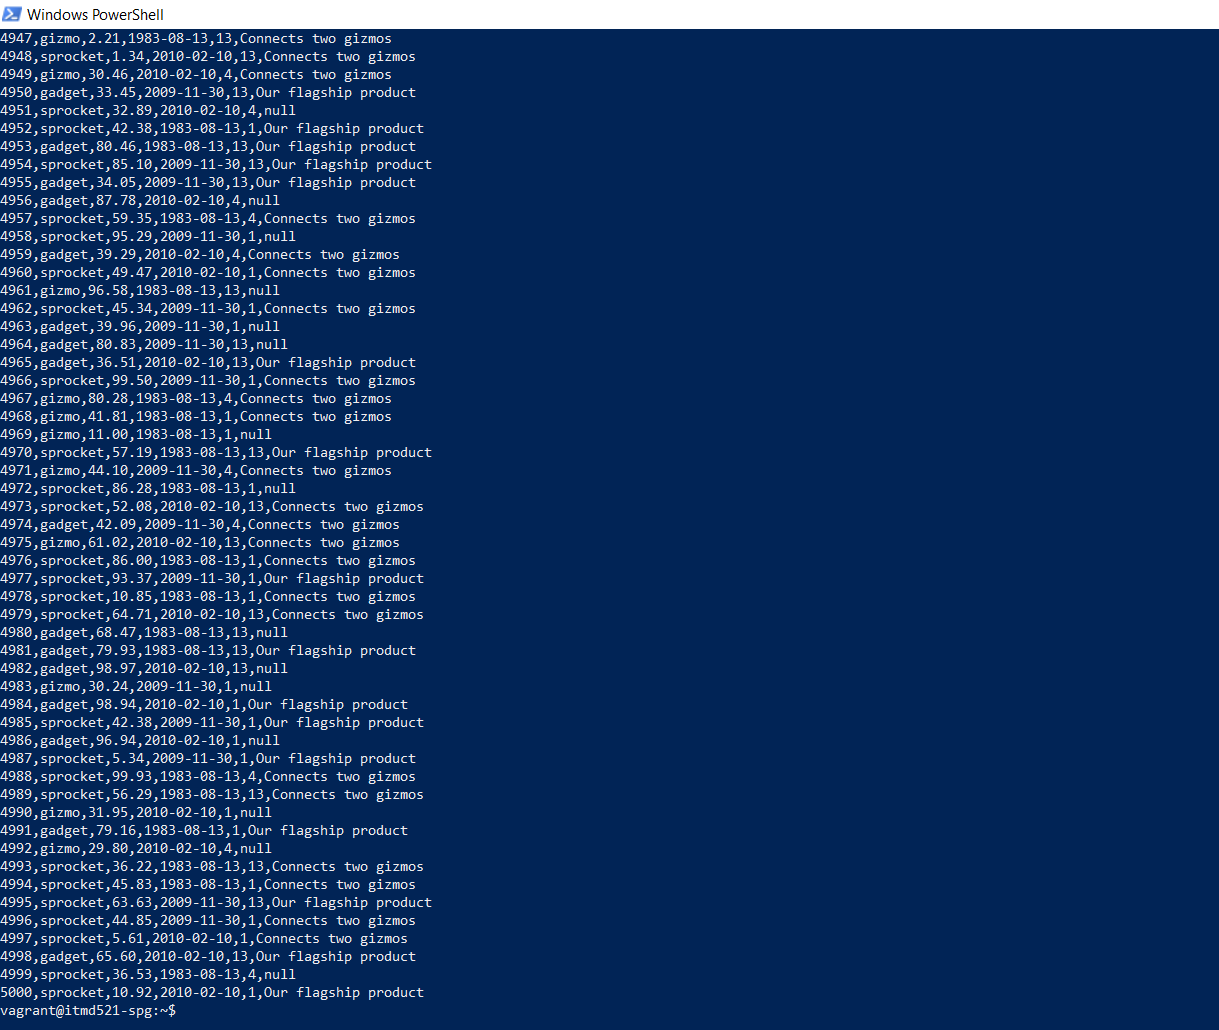 Windows PowerShell
4947,gizmo,2.21,1983-08-13,13,Connects two gizmos
4948,sprocket,1.34,2010-02-10,13,Connects two gizmos
4949,gizmo,30.46,2010-02-10,4,Connects two gizmos
4950,gadget,33.45,2009-11-30,13,Our flagship product
4951,sprocket,32.89,2010-02-10,4,null
4952,sprocket,42.38,1983-08-13,1,Our flagship product
4953,gadget,80.46,1983-08-13,13,Our flagship product
4954,sprocket,85.10,2009-11-30,13,Our flagship product
4955,gadget,34.05,2009-11-30,13,Our flagship product
4956,gadget,87.78,2010-02-10,4,null
4957,sprocket,59.35,1983-08-13,4,Connects two gizmos
4958,sprocket,95.29,2009-11-30,1,null
4959,gadget,39.29,2010-02-10,4,Connects two gizmos
4960,sprocket,49.47,2010-02-10,1,Connects two gizmos
4961,gizmo,96.58,1983-08-13,13,null
4962,sprocket,45.34,2009-11-30,1,Connects two gizmos
4963,gadget,39.96,2009-11-30,1,null
4964,gadget,80.83,2009-11-30,13,null
4965,gadget,36.51,2010-02-10,13,Our flagship product
4966,sprocket,99.50,2009-11-30,1,Connects two gizmos
4967,gizmo,80.28,1983-08-13,4,Connects two gizmos
4968,gizmo,41.81,1983-08-13,1,Connects two gizmos
4969,gizmo,11.00,1983-08-13,1,null
4970,sprocket,57.19,1983-08-13,13,Our flagship product
4971,gizmo,44.10,2009-11-30,4,Connects two gizmos
4972,sprocket,86.28,1983-08-13,1,null
4973,sprocket,52.08,2010-02-10,13,Connects two gizmos
4974,gadget,42.09,2009-11-30,4,Connects two gizmos
4975,gizmo,61.02,2010-02-10,13,Connects two gizmos
4976,sprocket,86.00,1983-08-13,1,Connects two gizmos
4977,sprocket,93.37,2009-11-30,1,Our flagship product
4978,sprocket,10.85,1983-08-13,1,Connects two gizmos
4979,sprocket,64.71,2010-02-10,13,Connects two gizmos
4980,gadget,68.47,1983-08-13,13,null
4981,gadget,79.93,1983-08-13,13,Our flagship product
4982,gadget,98.97,2010-02-10,13,null
4983,gizmo,30.24,2009-11-30,1,null
4984,gadget,98.94,2010-02-10,1,Our flagship product
4985,sprocket,42.38,2009-11-30,1,Our flagship product
4986,gadget,96.94,2010-02-10,1,null
4987,sprocket,5.34,2009-11-30,1,Our flagship product
4988,sprocket,99.93,1983-08-13,4,Connects two gizmos
4989,sprocket,56.29,1983-08-13,13,Connects two gizmos
4990,gizmo,31.95,2010-02-10,1,null
4991,gadget,79.16,1983-08-13,1,Our flagship product
4992,gizmo,29.80,2010-02-10,4,null
4993,sprocket,36.22,1983-08-13,13,Connects two gizmos
4994,sprocket,45.83,1983-08-13,1,Connects two gizmos
4995,sprocket,63.63,2009-11-30,13,Our flagship product
4996,sprocket,44.85,2009-11-30,1,Connects two gizmos
4997,sprocket,5.61,2010-02-10,1,Connects two gizmos
4998,gadget,65.60,2010-02-10,13,Our flagship product
4999,sprocket,36.53,1983-08-13,4,null
5000,sprocket,10.92,2010-02-10,1,Our flagship product
vagrant@itmd521-spg:~$